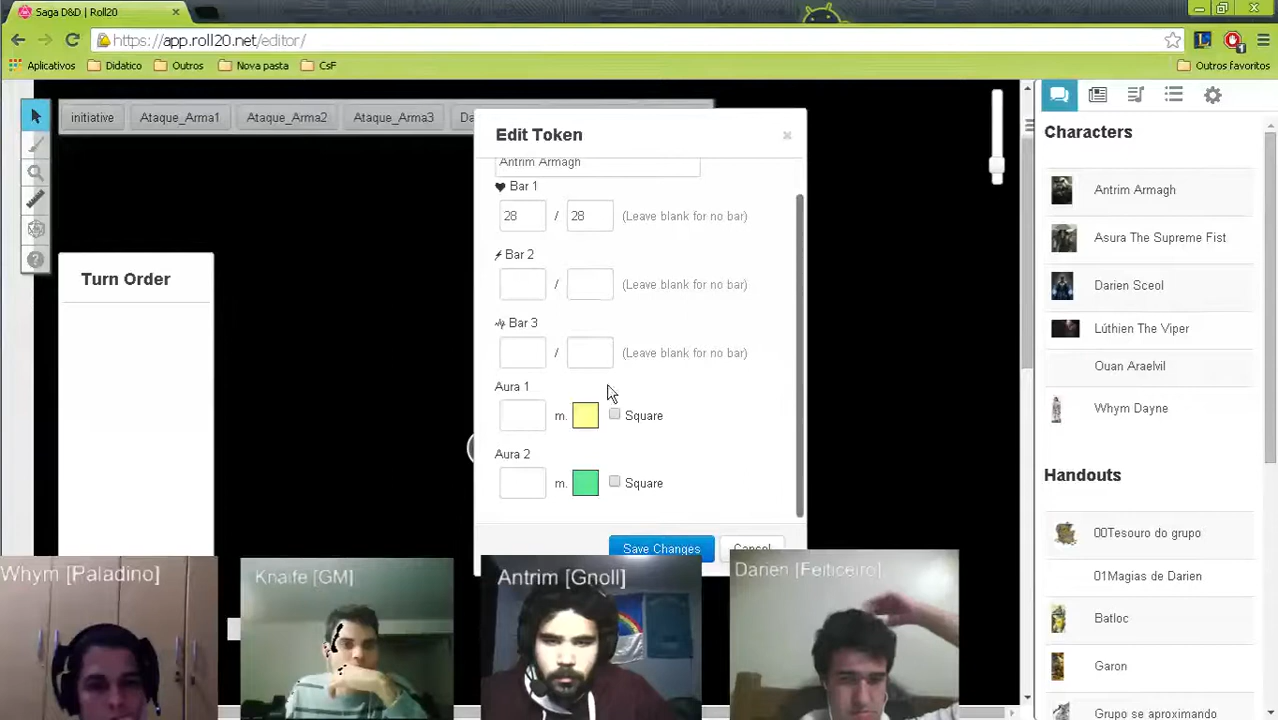 Saga D&D | Roll20
https://app.roll20.net/editor/
Aplicativos Didatico Outros Nova pasta CsF Outros favoritos
initiative Ataque_Arma1 Ataque_Arma2 Ataque_Arma3
Turn Order
Edit Token
Antrim Armagh
Bar 1
28 / 28 (Leave blank for no bar)
Bar 2
/ (Leave blank for no bar)
Bar 3
/ (Leave blank for no bar)
Aura 1
m. Square
Aura 2
m. Square
Save Changes Cancel
Characters
Antrim Armagh
Asura The Supreme Fist
Darien Sceol
Lúthien The Viper
Ouan Araelvil
Whym Dayne
Handouts
00Tesouro do grupo
01Magias de Darien
Batloc
Garon
Grupo se aproximando
Whym [Paladino]
Knaife [GM]
Antrim [Gnoll]
Darien [Feiticeiro]